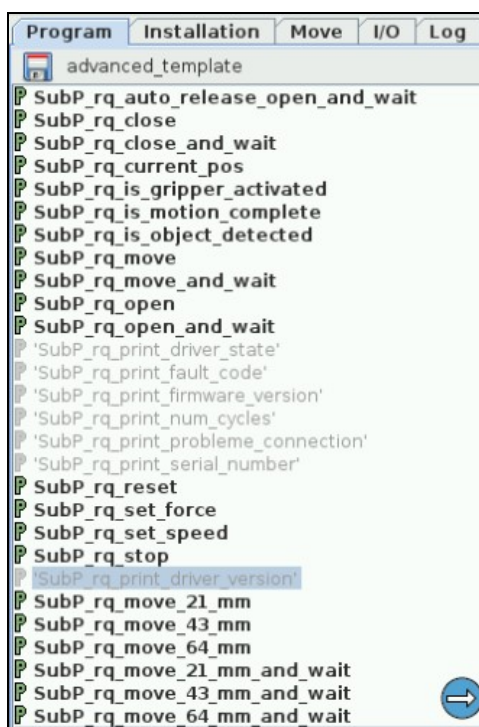 Program Installation Move I/O Log
advanced_template
P SubP_rq_auto_release_open_and_wait
P SubP_rq_close
P SubP_rq_close_and_wait
P SubP_rq_current_pos
P SubP_rq_is_gripper_activated
P SubP_rq_is_motion_complete
P SubP_rq_is_object_detected
P SubP_rq_move
P SubP_rq_move_and_wait
P SubP_rq_open
P SubP_rq_open_and_wait
P 'SubP_rq_print_driver_state'
P 'SubP_rq_print_fault_code'
P 'SubP_rq_print_firmware_version'
P 'SubP_rq_print_num_cycles'
P 'SubP_rq_print_probleme_connection'
P 'SubP_rq_print_serial_number'
P SubP_rq_reset
P SubP_rq_set_force
P SubP_rq_set_speed
P SubP_rq_stop
P 'SubP_rq_print_driver_version'
P SubP_rq_move_21_mm
P SubP_rq_move_43_mm
P SubP_rq_move_64_mm
P SubP_rq_move_21_mm_and_wait
P SubP_rq_move_43_mm_and_wait
P SubP_rq_move_64_mm_and_wait